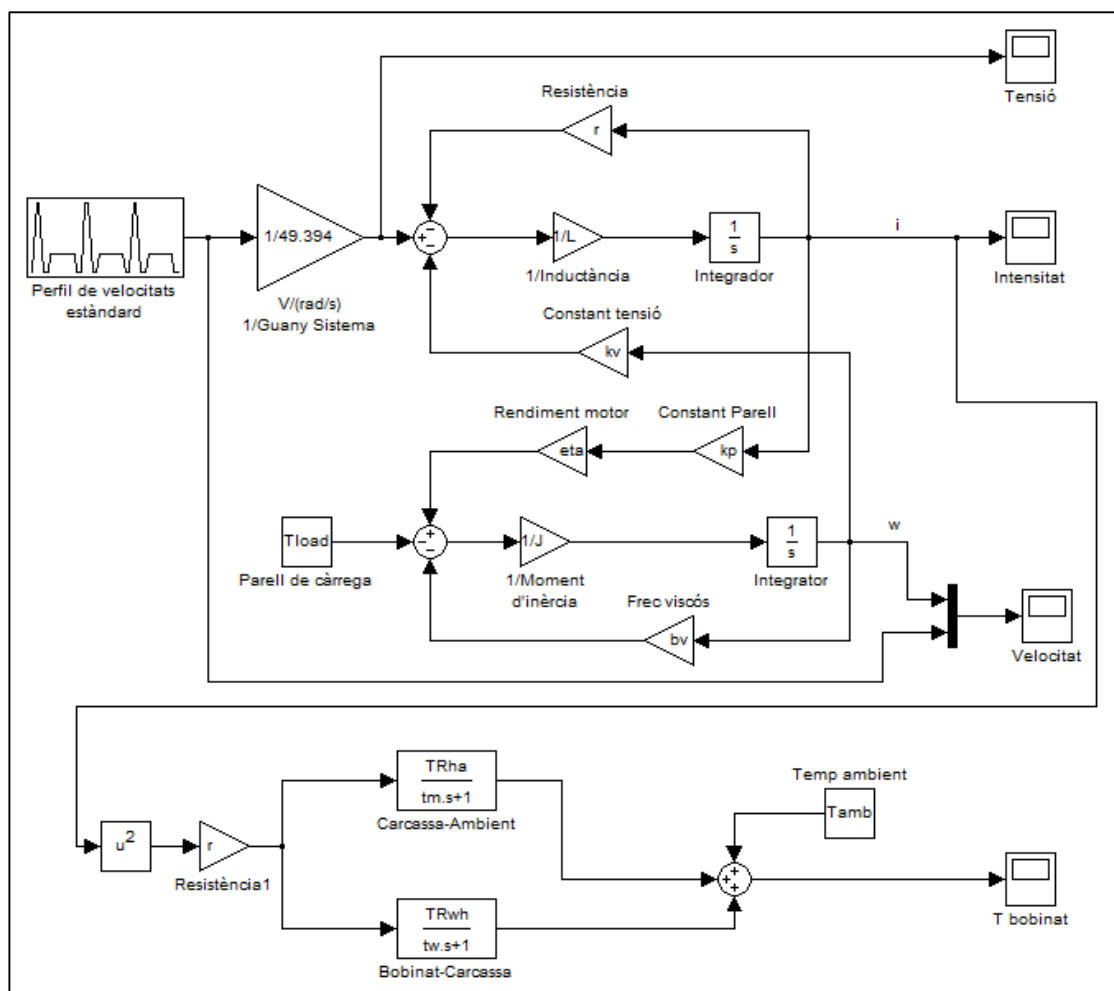 Tensió
Resistència
r
1/49.394
Perfil de velocitats
estàndard
V/(rad/s)
1/Guany Sistema
+
−
−
1/L
1/Inductància
1
s
Integrador
i
Intensitat
Constant tensió
kv
Rendiment motor
eta
Constant Parell
kp
Tload
Parell de càrrega
−
+
−
1/J
1/Moment
d'inèrcia
1
s
Integrator
w
Frec viscós
bv
Velocitat
u2
r
Resistència1
TRha
tm.s+1
Carcassa-Ambient
TRwh
tw.s+1
Bobinat-Carcassa
Temp ambient
Tamb
+
+
+
T bobinat